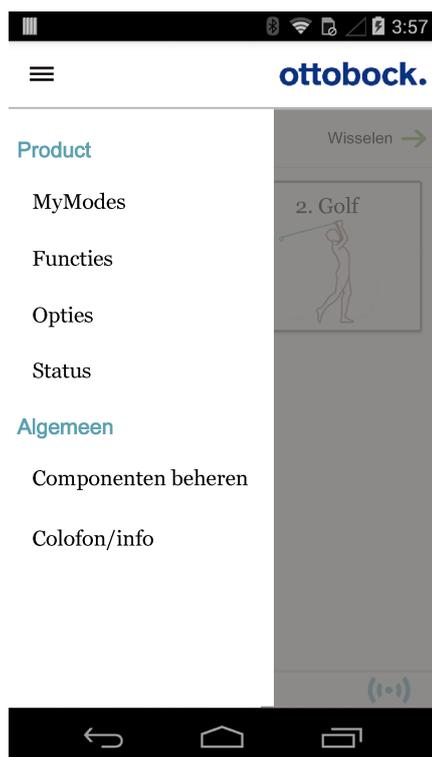 3:57
ottobock.
Product
Wisselen
MyModes
2. Golf
Functies
Opties
Status
Algemeen
Componenten beheren
Colofon/info